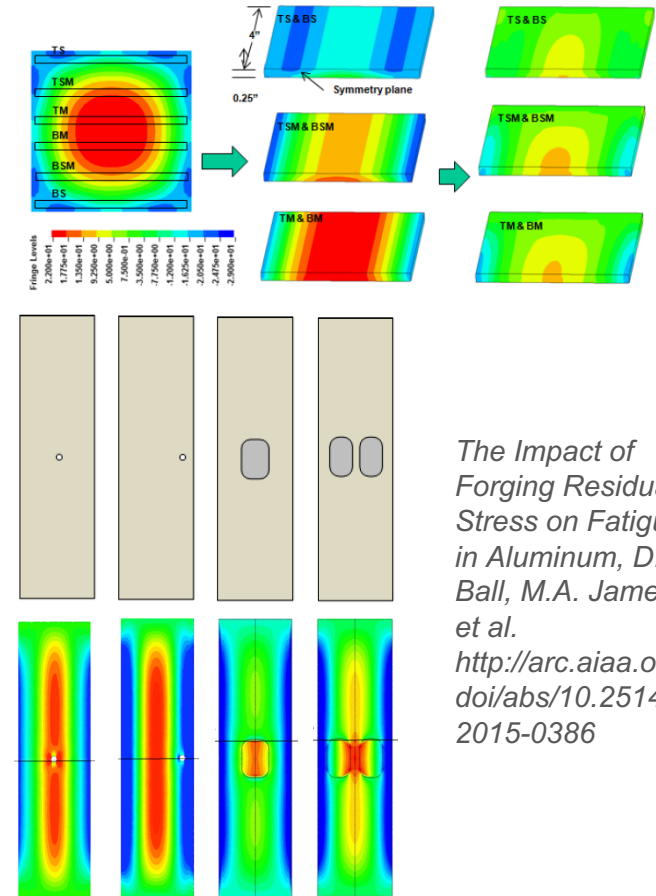 TS
TSM
TM
BM
BSM
BS
Fringe Levels
2.200e+01
1.775e+01
1.350e+01
9.250e+00
5.000e+00
7.500e-01
-3.500e+00
-7.750e+00
-1.200e+01
-1.625e+01
-2.050e+01
-2.475e+01
-2.900e+01
TS & BS
4"
0.25"
Symmetry plane
TSM & BSM
TM & BM
TS & BS
TSM & BSM
TM & BM
The Impact of
Forging Residua
Stress on Fatigu
in Aluminum, D.
Ball, M.A. Jame
et al.
http://arc.aiaa.o
doi/abs/10.2514
2015-0386